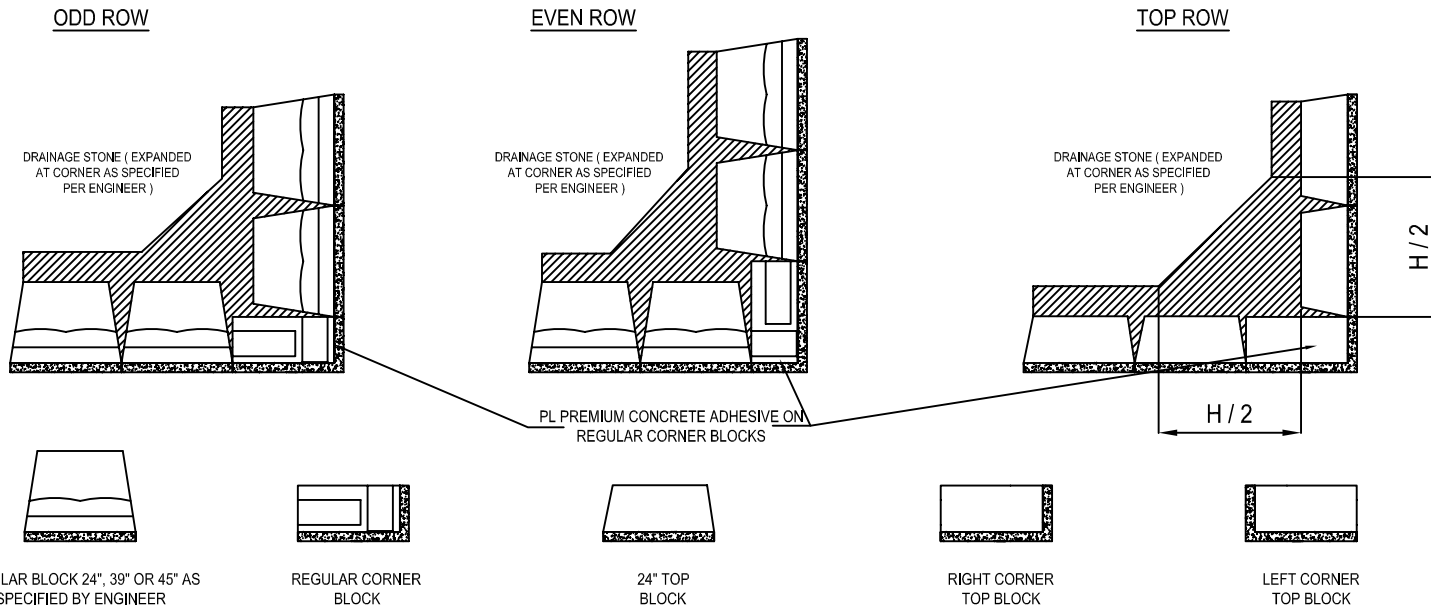 ODD ROW
EVEN ROW
TOP ROW
DRAINAGE STONE ( EXPANDED
AT CORNER AS SPECIFIED
PER ENGINEER )
DRAINAGE STONE ( EXPANDED
AT CORNER AS SPECIFIED
PER ENGINEER )
DRAINAGE STONE ( EXPANDED
AT CORNER AS SPECIFIED
PER ENGINEER )
H / 2
H / 2
PL PREMIUM CONCRETE ADHESIVE ON
REGULAR CORNER BLOCKS
LAR BLOCK 24", 39" OR 45" AS
SPECIFIED BY ENGINEER
REGULAR CORNER
BLOCK
24" TOP
BLOCK
RIGHT CORNER
TOP BLOCK
LEFT CORNER
TOP BLOCK